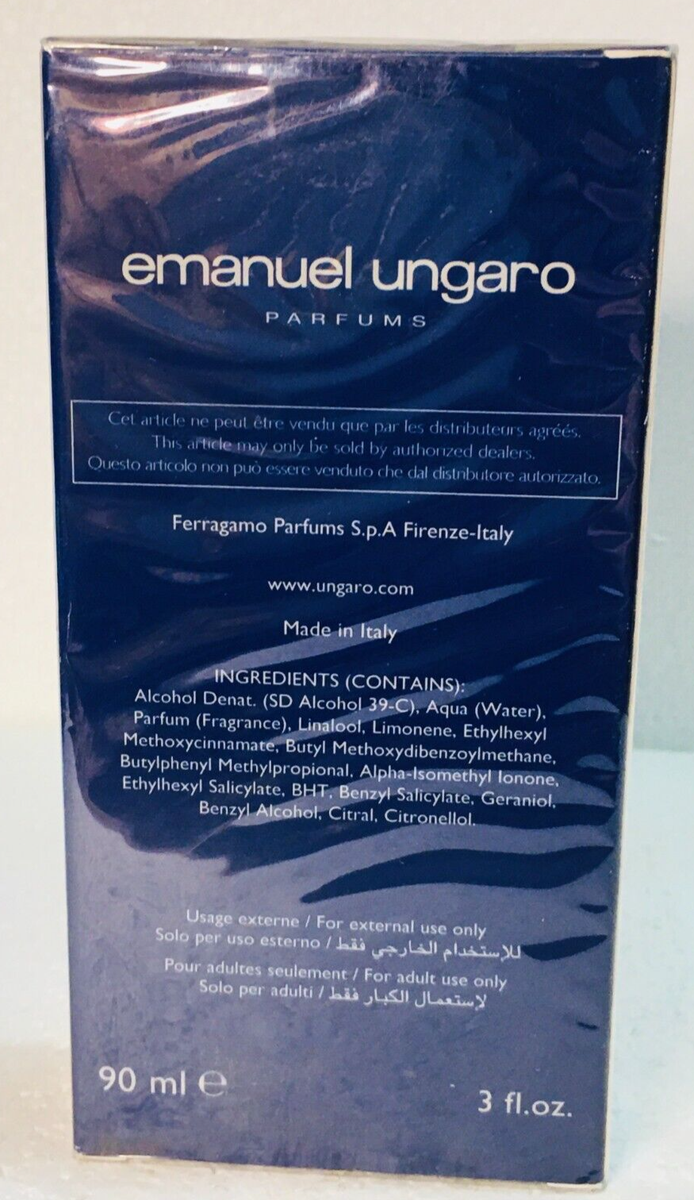 emanuel ungaro
PARFUMS
Cet article ne peut être vendu que par les distributeurs agréés.
This article may only be sold by authorized dealers.
Questo articolo non può essere venduto che dal distributore autorizzato.
Ferragamo Parfums S.p.A Firenze-Italy
www.ungaro.com
Made in Italy
INGREDIENTS (CONTAINS):
Alcohol Denat. (SD Alcohol 39-C), Aqua (Water),
Parfum (Fragrance), Linalool, Limonene, Ethylhexyl
Methoxycinnamate, Butyl Methoxydibenzoylmethane,
Butylphenyl Methylpropional, Alpha-Isomethyl Ionone,
Ethylhexyl Salicylate, BHT, Benzyl Salicylate, Geraniol,
Benzyl Alcohol, Citral, Citronellol.
Usage externe / For external use only
Solo per uso esterno / للإستخدام الخارجي فقط
Pour adultes seulement / For adult use only
Solo per adulti / لإستعمال الكبار فقط
90 ml ℮
3 fl.oz.